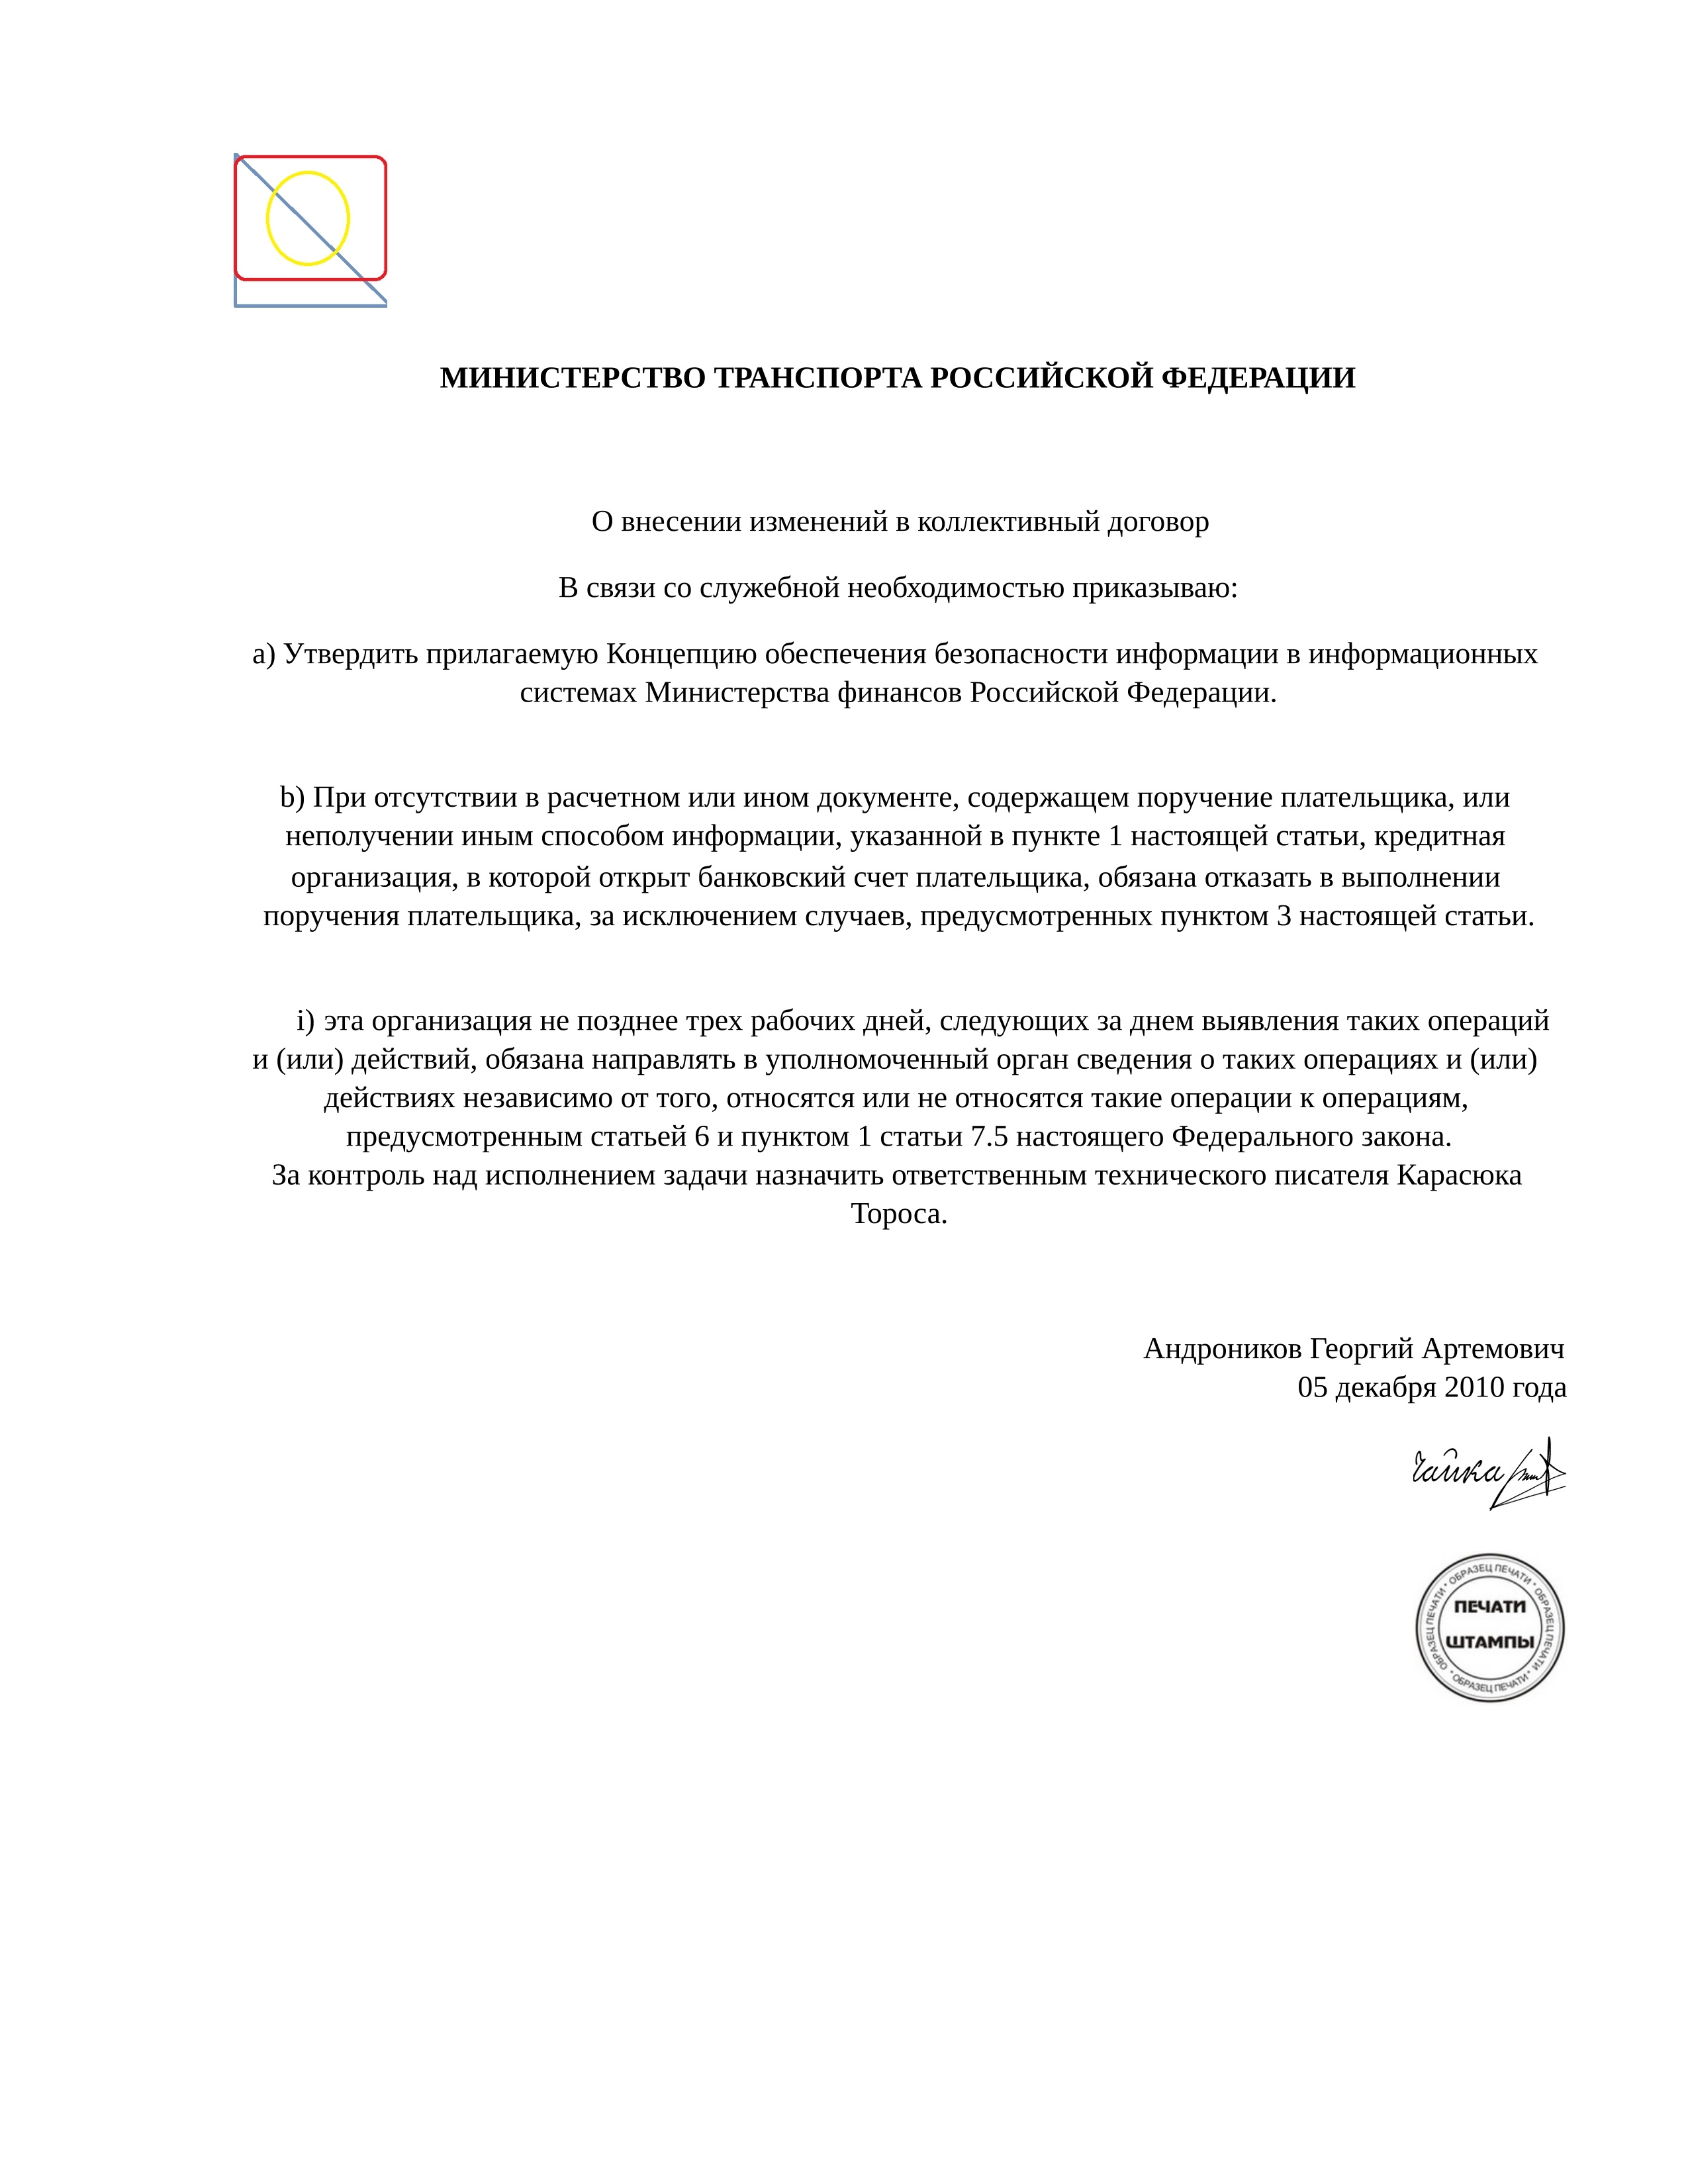 МИНИСТЕРСТВО ТРАНСПОРТА РОССИЙСКОЙ ФЕДЕРАЦИИ
О внесении изменений в коллективный договор
В связи со служебной необходимостью приказываю:
a) Утвердить прилагаемую Концепцию обеспечения безопасности информации в информационных
системах Министерства финансов Российской Федерации.
b) При отсутствии в расчетном или ином документе, содержащем поручение плательщика, или
неполучении иным способом информации, указанной в пункте 1 настоящей статьи, кредитная
организация, в которой открыт банковский счет плательщика, обязана отказать в выполнении
поручения плательщика, за исключением случаев, предусмотренных пунктом 3 настоящей статьи.
i) эта организация не позднее трех рабочих дней, следующих за днем выявления таких операций
и (или) действий, обязана направлять в уполномоченный орган сведения о таких операциях и (или)
действиях независимо от того, относятся или не относятся такие операции к операциям,
предусмотренным статьей 6 и пунктом 1 статьи 7.5 настоящего Федерального закона.
За контроль над исполнением задачи назначить ответственным технического писателя Карасюка
Тороса.
Андроников Георгий Артемович
05 декабря 2010 года
Чайка
ОБРАЗЕЦ ПЕЧАТИ * ОБРАЗЕЦ ПЕЧАТИ * ОБРАЗЕЦ ПЕЧАТИ * ОБРАЗЕЦ ПЕЧАТИ *
ПЕЧАТИ
ШТАМПЫ